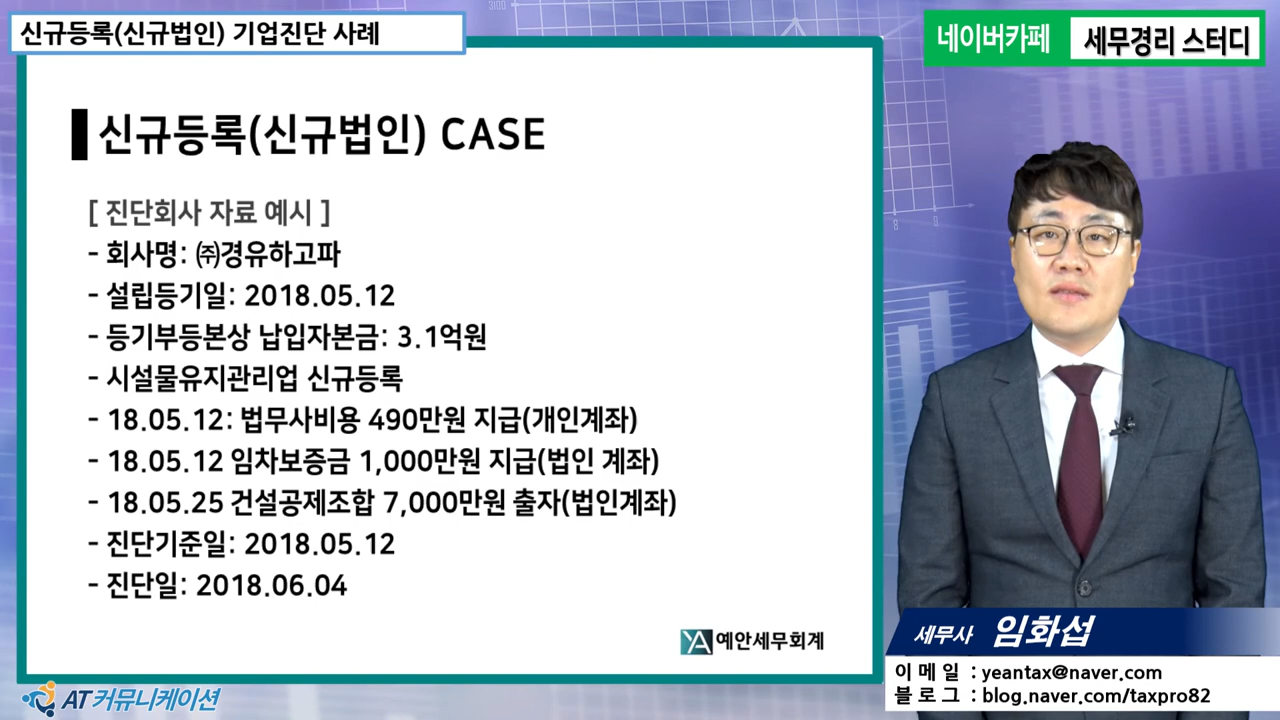 신규등록(신규법인) 기업진단 사례
네이버카페 세무경리 스터디
신규등록(신규법인) CASE
[ 진단회사 자료 예시 ]
- 회사명: ㈜경유하고파
- 설립등기일: 2018.05.12
- 등기부등본상 납입자본금: 3.1억원
- 시설물유지관리업 신규등록
- 18.05.12: 법무사비용 490만원 지급(개인계좌)
- 18.05.12 임차보증금 1,000만원 지급(법인 계좌)
- 18.05.25 건설공제조합 7,000만원 출자(법인계좌)
- 진단기준일: 2018.05.12
- 진단일: 2018.06.04
YA 예안세무회계
세무사 임화섭
이 메 일 : yeantax@naver.com
블 로 그 : blog.naver.com/taxpro82
AT커뮤니케이션
3100
8 9